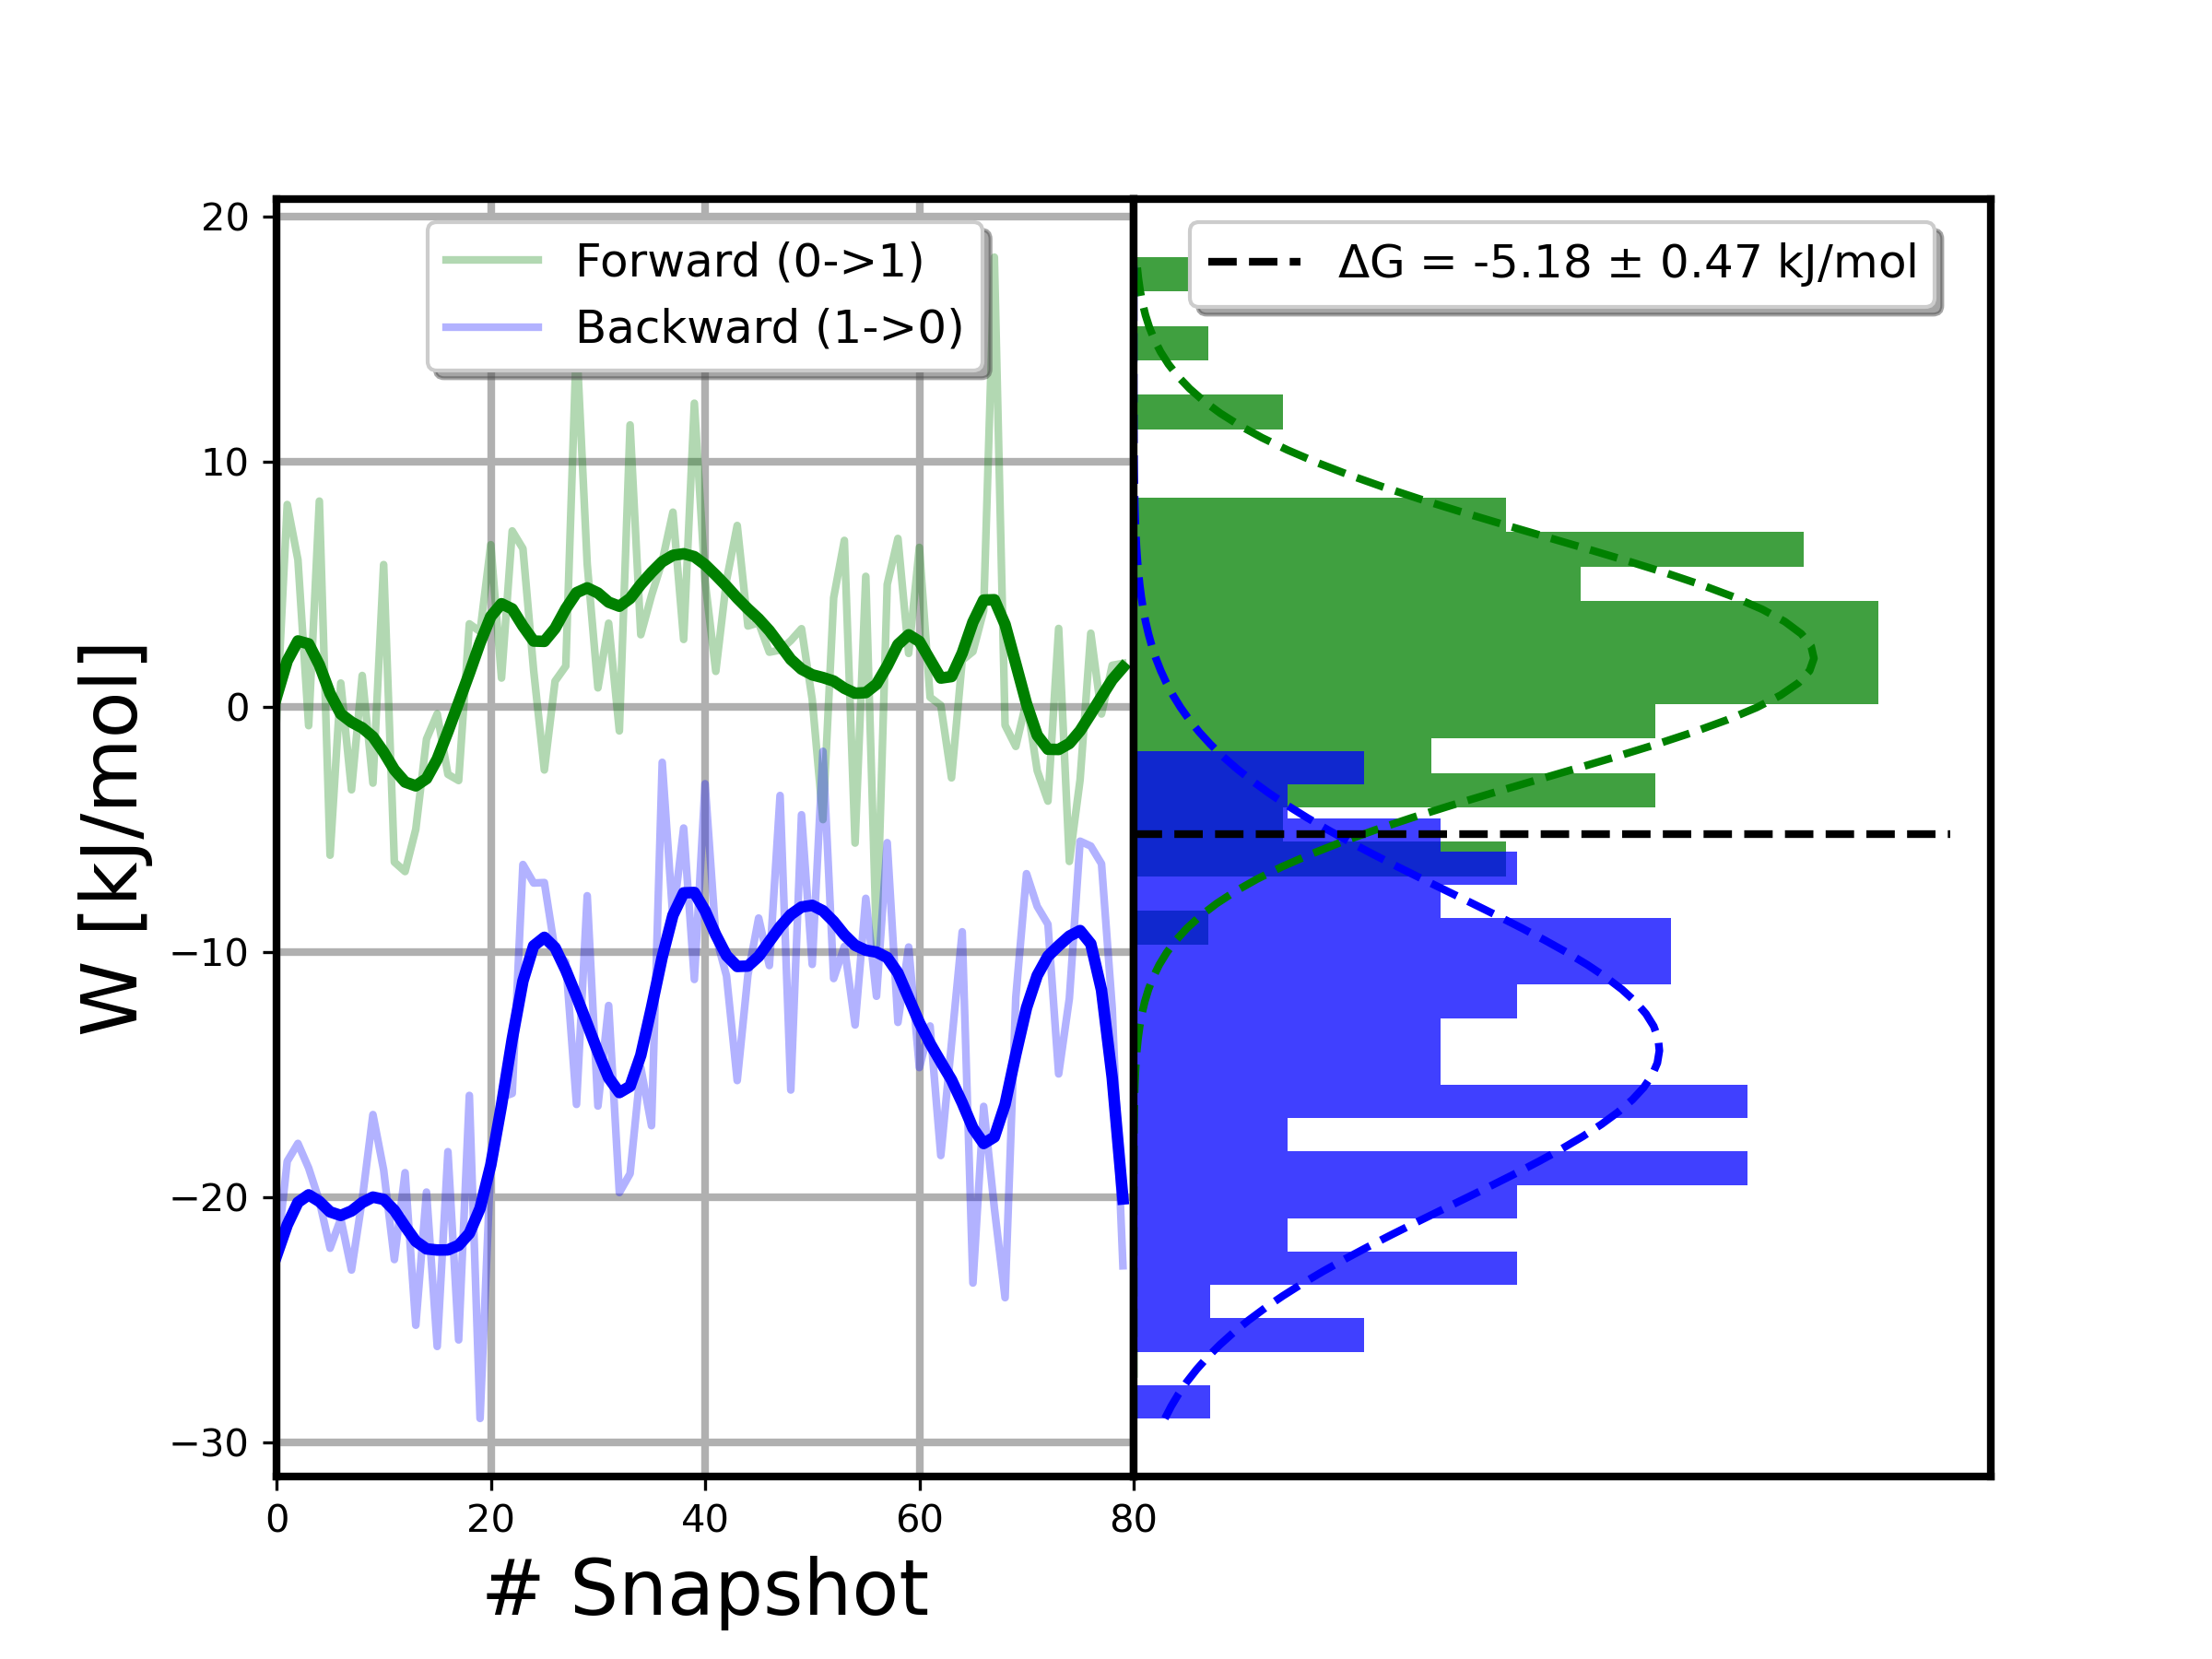 20
10
0
−10
−20
−30
W [kJ/mol]
Forward (0->1)
Backward (1->0)
ΔG = -5.18 ± 0.47 kJ/mol
0 20 40 60 80
# Snapshot